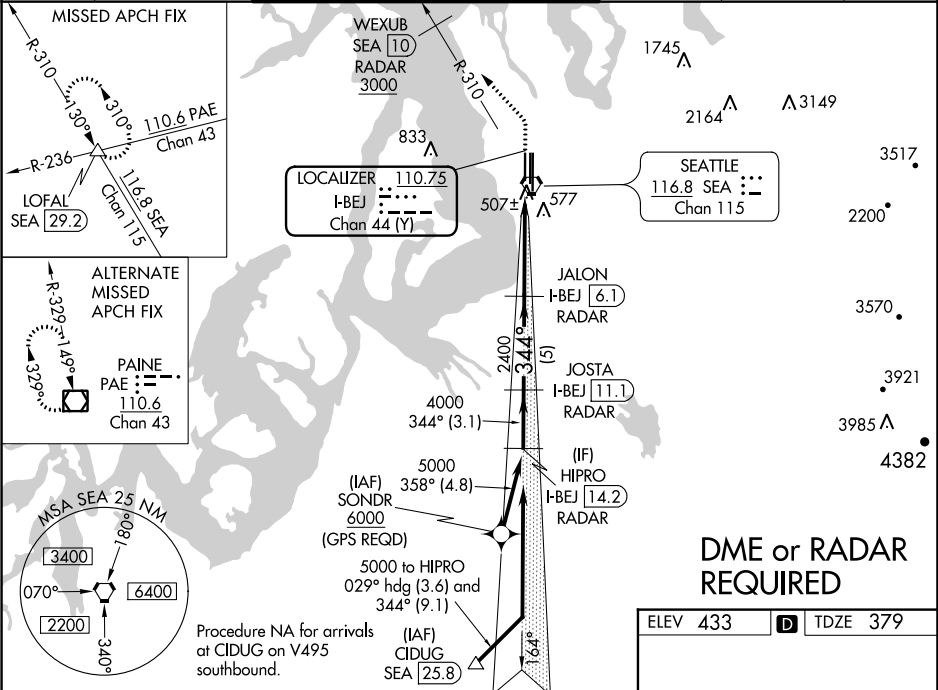 MISSED APCH FIX
R-310
310°
130°
110.6 PAE
Chan 43
R-236
LOFAL
SEA 29.2
116.8 SEA
Chan 115
ALTERNATE
MISSED
APCH FIX
R-329
149°
329°
PAINE
PAE
110.6
Chan 43
MSA SEA 25 NM
180°
3400
070°
6400
2200
340°
Procedure NA for arrivals
at CIDUG on V495
southbound.
WEXUB
SEA 10
RADAR
3000
R-310
833
LOCALIZER 110.75
I-BEJ
Chan 44 (Y)
507±
577
SEATTLE
116.8 SEA
Chan 115
1745
2164
3149
3517
2200
3570
3921
3985
4382
JALON
I-BEJ 6.1
RADAR
2400
344°
(5)
JOSTA
I-BEJ 11.1
RADAR
4000
344° (3.1)
(IF)
HIPRO
I-BEJ 14.2
RADAR
5000
358° (4.8)
(IAF)
SONDR
6000
(GPS REQD)
5000 to HIPRO
029° hdg (3.6) and
344° (9.1)
(IAF)
CIDUG
SEA 25.8
164°
DME or RADAR
REQUIRED
ELEV 433 D TDZE 379